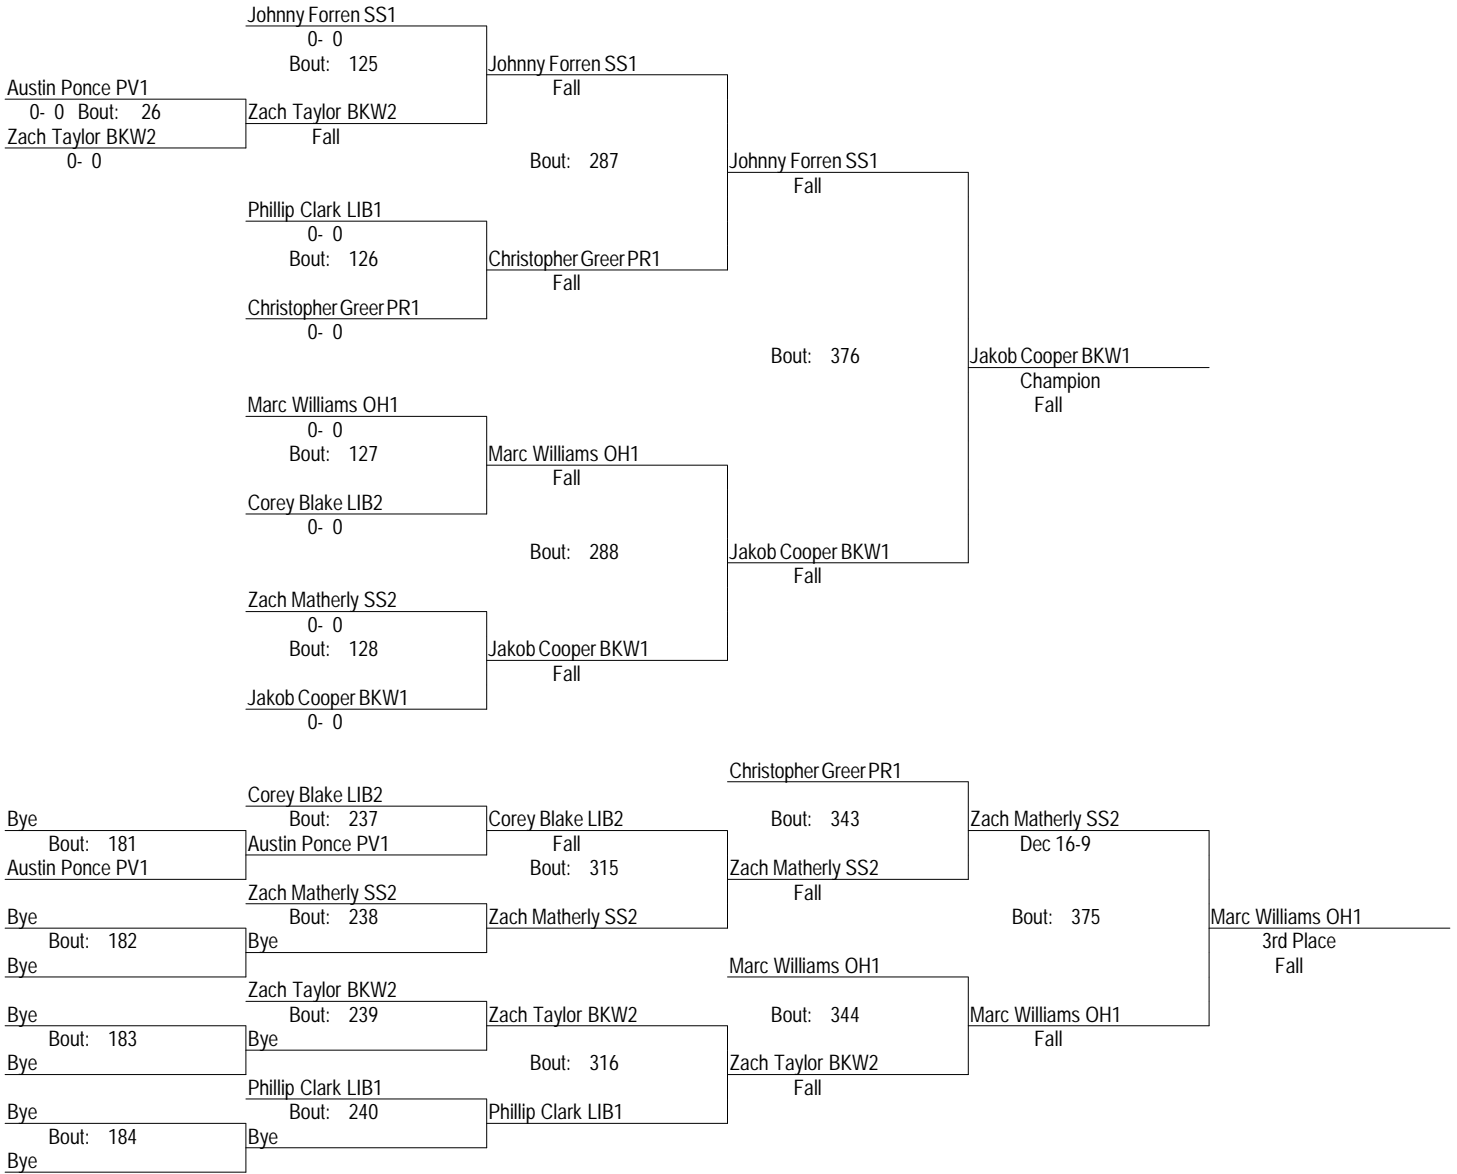 Johnny Forren SS1
0- 0
Bout: 125
Johnny Forren SS1
Fall
Austin Ponce PV1
0- 0 Bout: 26
Zach Taylor BKW2
Fall
Zach Taylor BKW2
0- 0
Bout: 287
Johnny Forren SS1
Fall
Phillip Clark LIB1
0- 0
Bout: 126
Christopher Greer PR1
Fall
Christopher Greer PR1
0- 0
Bout: 376
Jakob Cooper BKW1
Champion
Fall
Marc Williams OH1
0- 0
Bout: 127
Marc Williams OH1
Fall
Corey Blake LIB2
0- 0
Bout: 288
Jakob Cooper BKW1
Fall
Zach Matherly SS2
0- 0
Bout: 128
Jakob Cooper BKW1
Fall
Jakob Cooper BKW1
0- 0
Christopher Greer PR1
Corey Blake LIB2
Bye
Bout: 237
Corey Blake LIB2
Bout: 343
Zach Matherly SS2
Bout: 181
Austin Ponce PV1
Fall
Dec 16-9
Austin Ponce PV1
Bout: 315
Zach Matherly SS2
Zach Matherly SS2
Fall
Bye
Bout: 238
Zach Matherly SS2
Bout: 375
Marc Williams OH1
Bout: 182
Bye
3rd Place
Bye
Marc Williams OH1
Fall
Zach Taylor BKW2
Bye
Bout: 239
Zach Taylor BKW2
Bout: 344
Marc Williams OH1
Bout: 183
Bye
Fall
Bye
Bout: 316
Zach Taylor BKW2
Phillip Clark LIB1
Fall
Bye
Bout: 240
Phillip Clark LIB1
Bout: 184
Bye
Bye